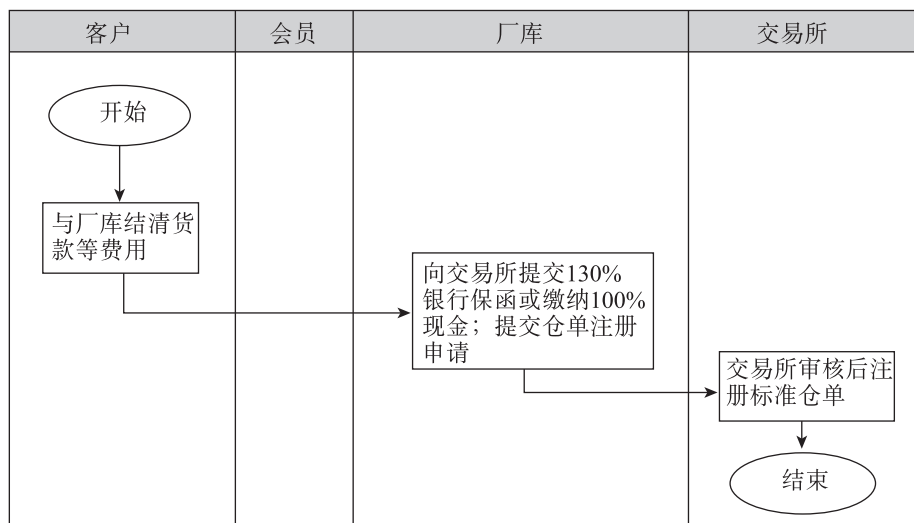 客户
会员
厂库
交易所
开始
与厂库结清货
款等费用
向交易所提交130%
银行保函或缴纳100%
现金；提交仓单注册
申请
交易所审核后注
册标准仓单
结束